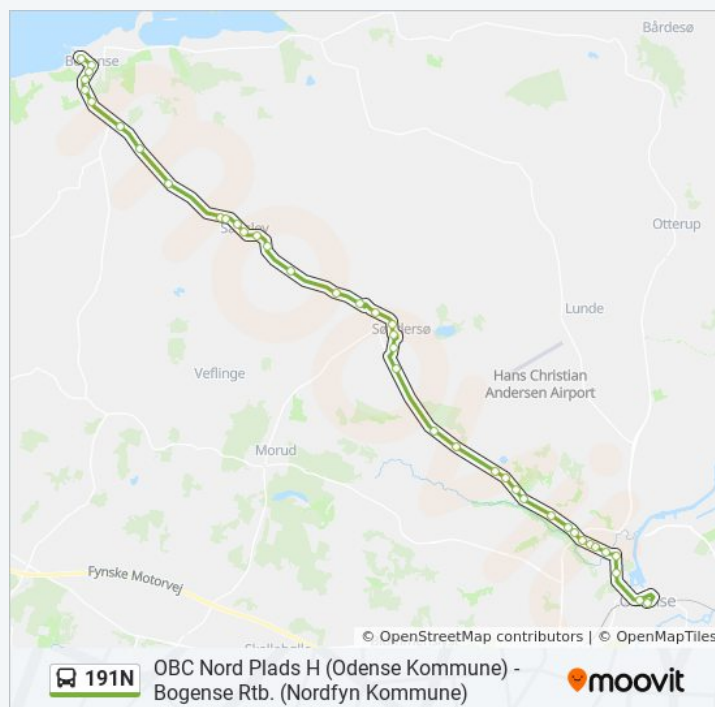 Bårdesø
Otterup
Lunde
Hans Christian
Andersen Airport
Veflinge
Morud
Fynske Motorvej
© OpenStreetMap contributors | © OpenMapTiles
191N
OBC Nord Plads H (Odense Kommune) -
Bogense Rtb. (Nordfyn Kommune)
moovit